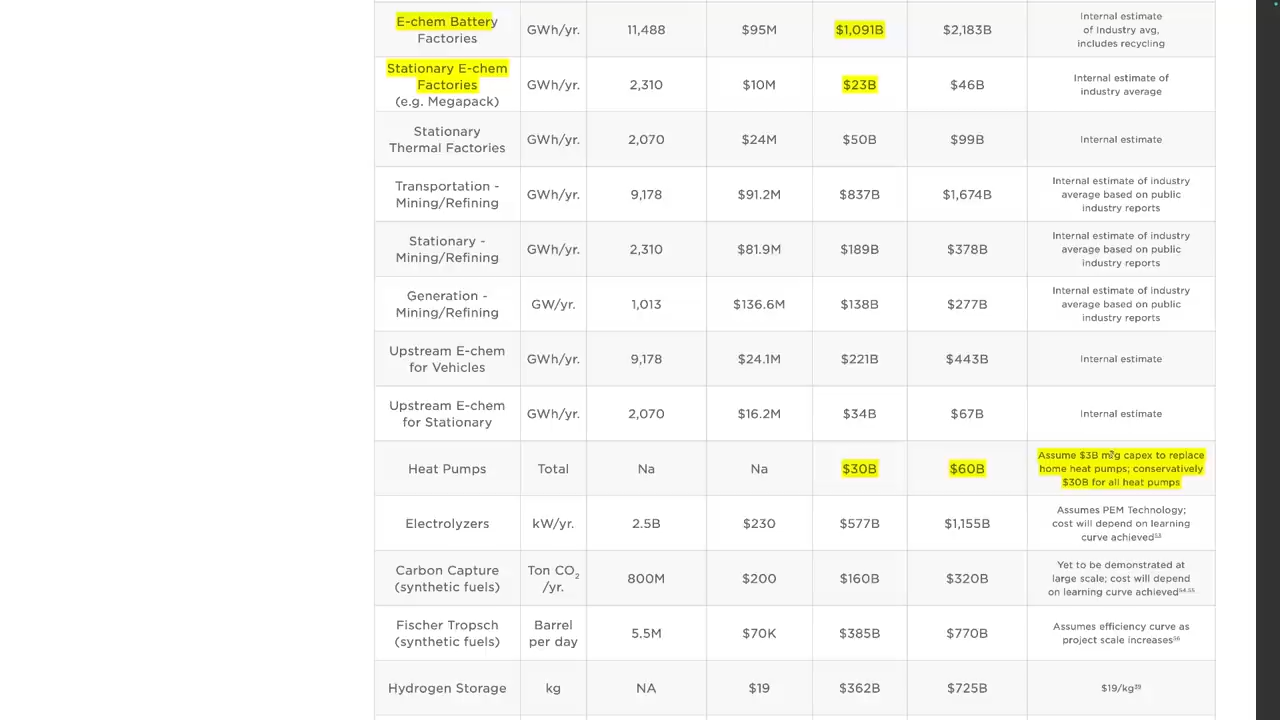 E-chem Battery
Factories
GWh/yr.
11,488
$95M
$1,091B
$2,183B
Internal estimate
of Industry avg,
includes recycling
Stationary E-chem
Factories
(e.g. Megapack)
GWh/yr.
2,310
$10M
$23B
$46B
Internal estimate of
industry average
Stationary
Thermal Factories
GWh/yr.
2,070
$24M
$50B
$99B
Internal estimate
Transportation -
Mining/Refining
GWh/yr.
9,178
$91.2M
$837B
$1,674B
Internal estimate of industry
average based on public
industry reports
Stationary -
Mining/Refining
GWh/yr.
2,310
$81.9M
$189B
$378B
Internal estimate of industry
average based on public
industry reports
Generation -
Mining/Refining
GW/yr.
1,013
$136.6M
$138B
$277B
Internal estimate of industry
average based on public
industry reports
Upstream E-chem
for Vehicles
GWh/yr.
9,178
$24.1M
$221B
$443B
Internal estimate
Upstream E-chem
for Stationary
GWh/yr.
2,070
$16.2M
$34B
$67B
Internal estimate
Heat Pumps
Total
Na
Na
$30B
$60B
Assume $3B mfg capex to replace
home heat pumps; conservatively
$30B for all heat pumps
Electrolyzers
kW/yr.
2.5B
$230
$577B
$1,155B
Assumes PEM Technology;
cost will depend on learning
curve achieved53
Carbon Capture
(synthetic fuels)
Ton CO2
/yr.
800M
$200
$160B
$320B
Yet to be demonstrated at
large scale; cost will depend
on learning curve achieved54,55
Fischer Tropsch
(synthetic fuels)
Barrel
per day
5.5M
$70K
$385B
$770B
Assumes efficiency curve as
project scale increases56
Hydrogen Storage
kg
NA
$19
$362B
$725B
$19/kg39